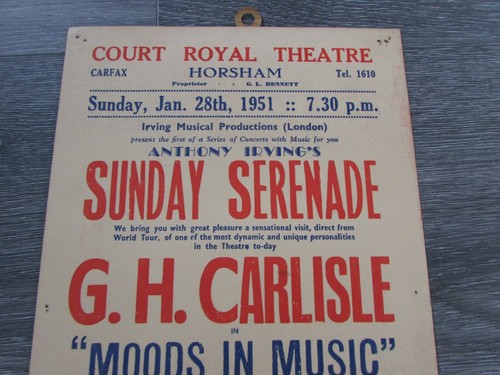 COURT ROYAL THEATRE
CARFAX HORSHAM Tel. 1610
Proprietor - - G. L. BENNETT
Sunday, Jan. 28th, 1951 :: 7.30 p.m.
Irving Musical Productions (London)
present the first of a Series of Concerts with Music for you
ANTHONY IRVING'S
SUNDAY SERENADE
We bring you with great pleasure a sensational visit, direct from
World Tour, of one of the most dynamic and unique personalities
in the Theatre to-day
G. H. CARLISLE
IN
"MOODS IN MUSIC"